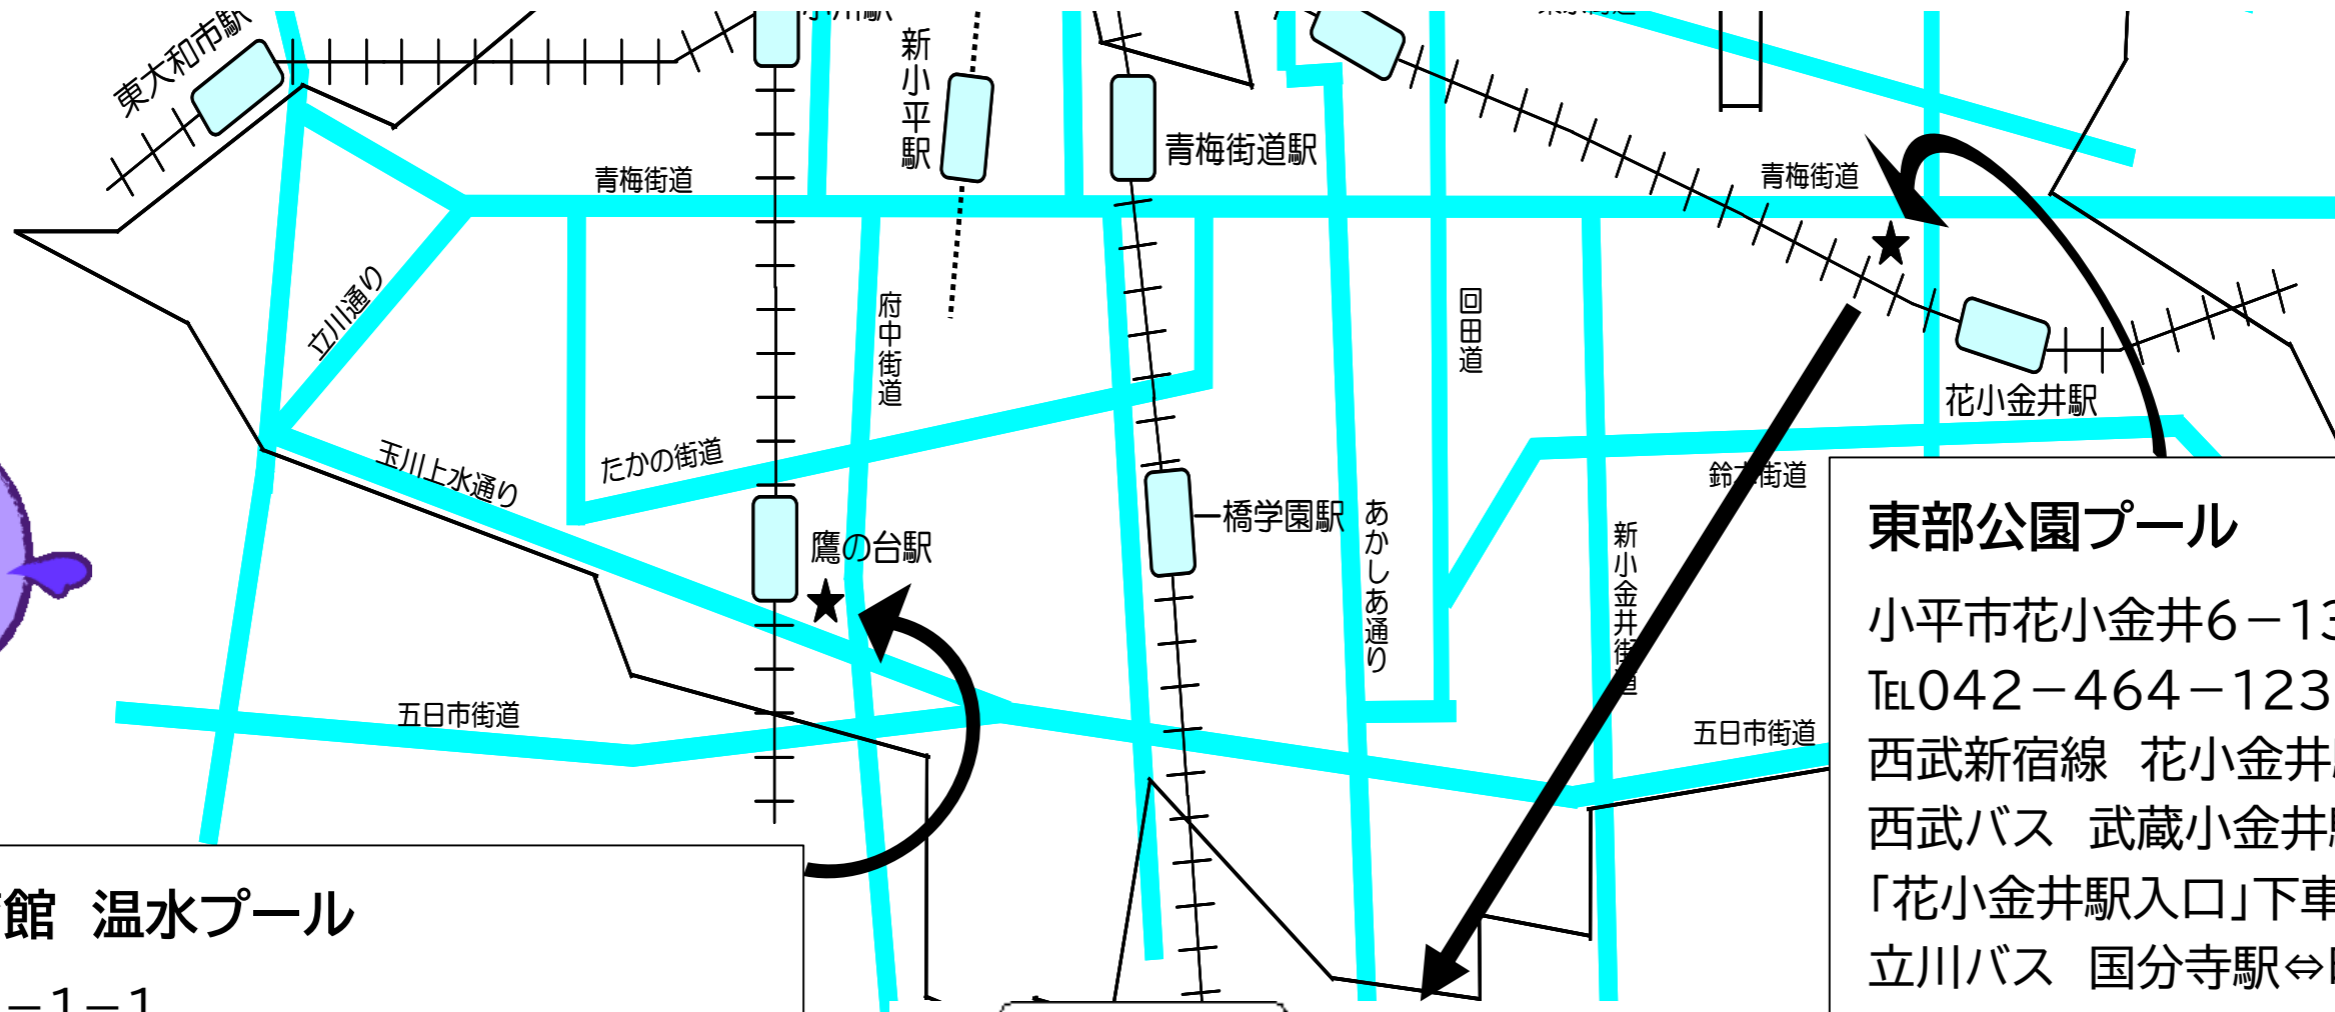 東大和市駅
新小平駅
青梅街道駅
青梅街道
青梅街道
立川通り
府中街道
回田道
花小金井駅
玉川上水通り
たかの街道
鈴木街道
一橋学園駅
あかしあ通り
新小金井街道
鷹の台駅
五日市街道
五日市街道
東部公園プール
小平市花小金井6－13
℡042－464－123
西武新宿線 花小金井
西武バス 武蔵小金井
「花小金井駅入口」下車
立川バス 国分寺駅⇔
館 温水プール
－1－1